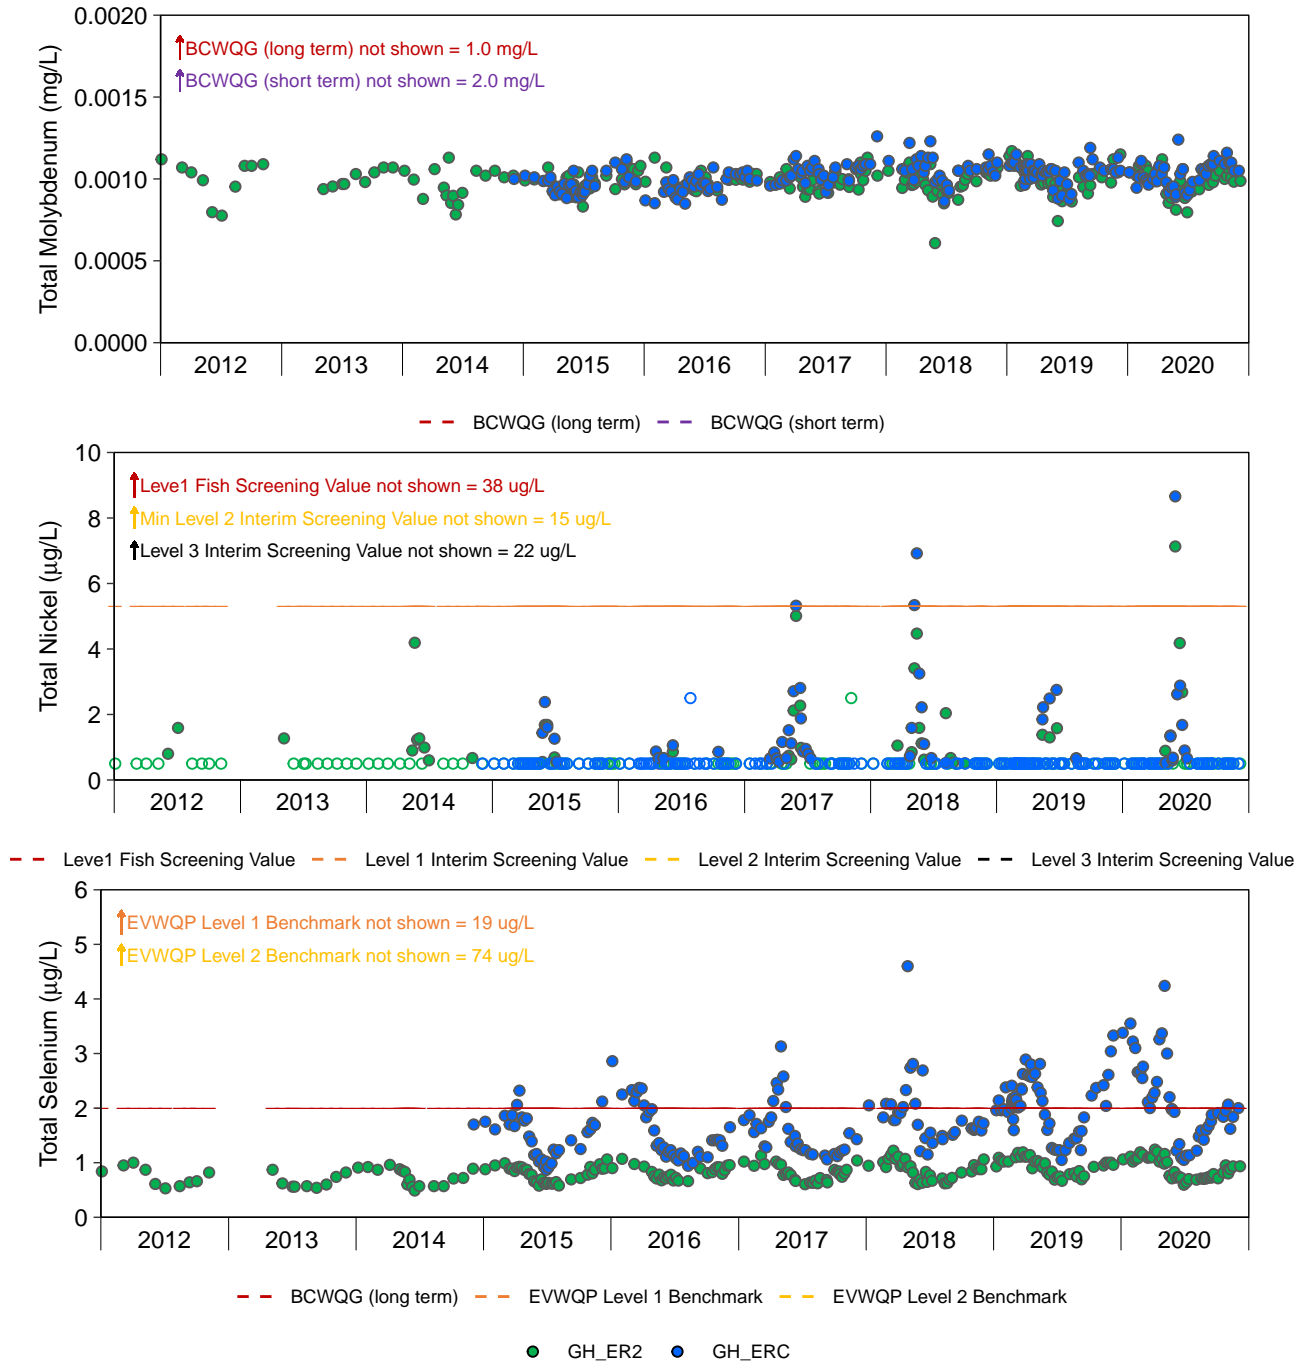 Total Molybdenum (mg/L)
0.0020
0.0015
0.0010
0.0005
0.0000
BCWQG (long term) not shown = 1.0 mg/L
BCWQG (short term) not shown = 2.0 mg/L
2012 2013 2014 2015 2016 2017 2018 2019 2020
BCWQG (long term) BCWQG (short term)
Total Nickel (µg/L)
10
8
6
4
2
0
Leve1 Fish Screening Value not shown = 38 ug/L
Min Level 2 Interim Screening Value not shown = 15 ug/L
Level 3 Interim Screening Value not shown = 22 ug/L
2012 2013 2014 2015 2016 2017 2018 2019 2020
Leve1 Fish Screening Value Level 1 Interim Screening Value Level 2 Interim Screening Value Level 3 Interim Screening Value
Total Selenium (µg/L)
6
5
4
3
2
1
0
EVWQP Level 1 Benchmark not shown = 19 ug/L
EVWQP Level 2 Benchmark not shown = 74 ug/L
2012 2013 2014 2015 2016 2017 2018 2019 2020
BCWQG (long term) EVWQP Level 1 Benchmark EVWQP Level 2 Benchmark
GH_ER2 GH_ERC